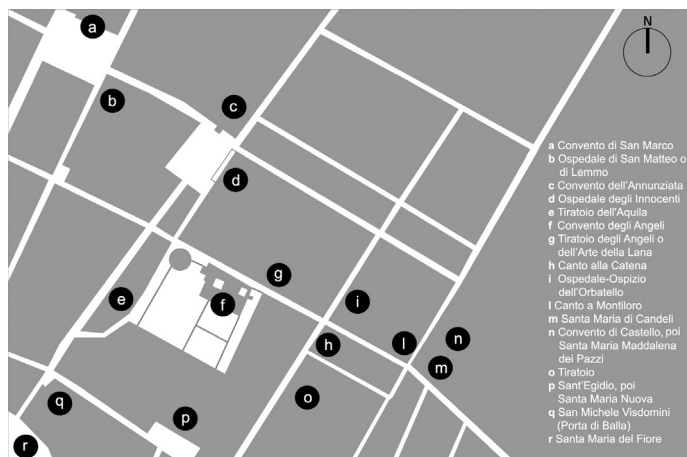 N
a
b
c
d
e
f
g
h
i
l
m
n
o
p
q
r
a Convento di San Marco
b Ospedale di San Matteo o
di Lemmo
c Convento dell'Annunziata
d Ospedale degli Innocenti
e Tiratoio dell'Aquila
f Convento degli Angeli
g Tiratoio degli Angeli o
dell'Arte della Lana
h Canto alla Catena
i Ospedale-Ospizio
dell'Orbatello
l Canto a Montiloro
m Santa Maria di Candeli
n Convento di Castello, poi
Santa Maria Maddalena
dei Pazzi
o Tiratoio
p Sant'Egidio, poi
Santa Maria Nuova
q San Michele Visdomini
(Porta di Balla)
r Santa Maria del Fiore